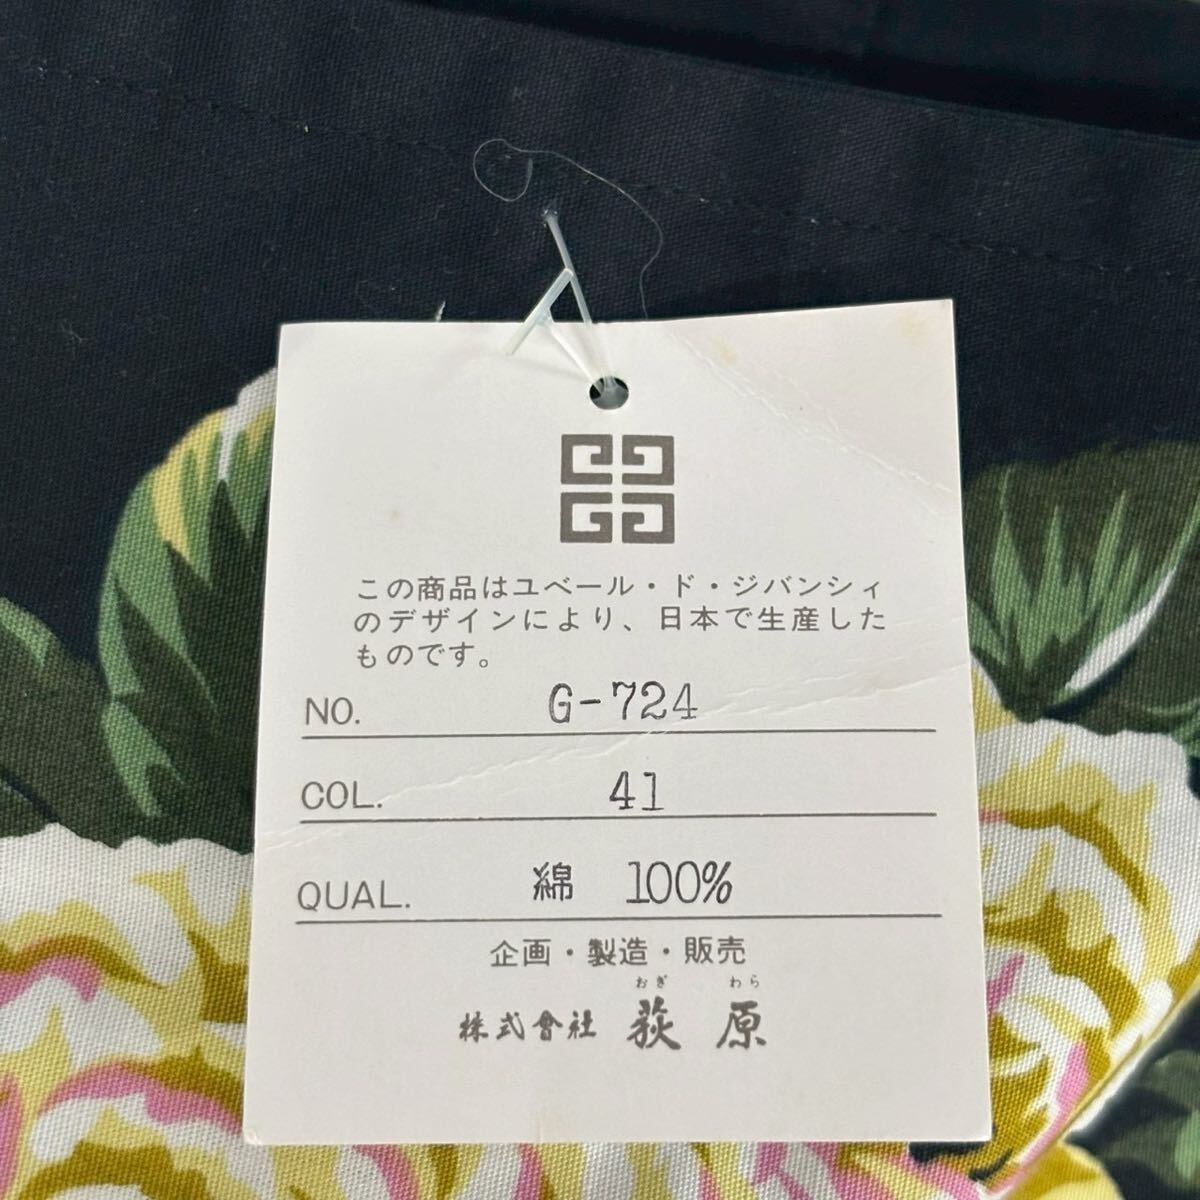 この商品はユベール・ド・ジバンシィ
のデザインにより、日本で生産した
ものです。
NO. G-724
COL. 41
QUAL. 綿 100%
企画・製造・販売
おぎ わら
株式會社 荻原